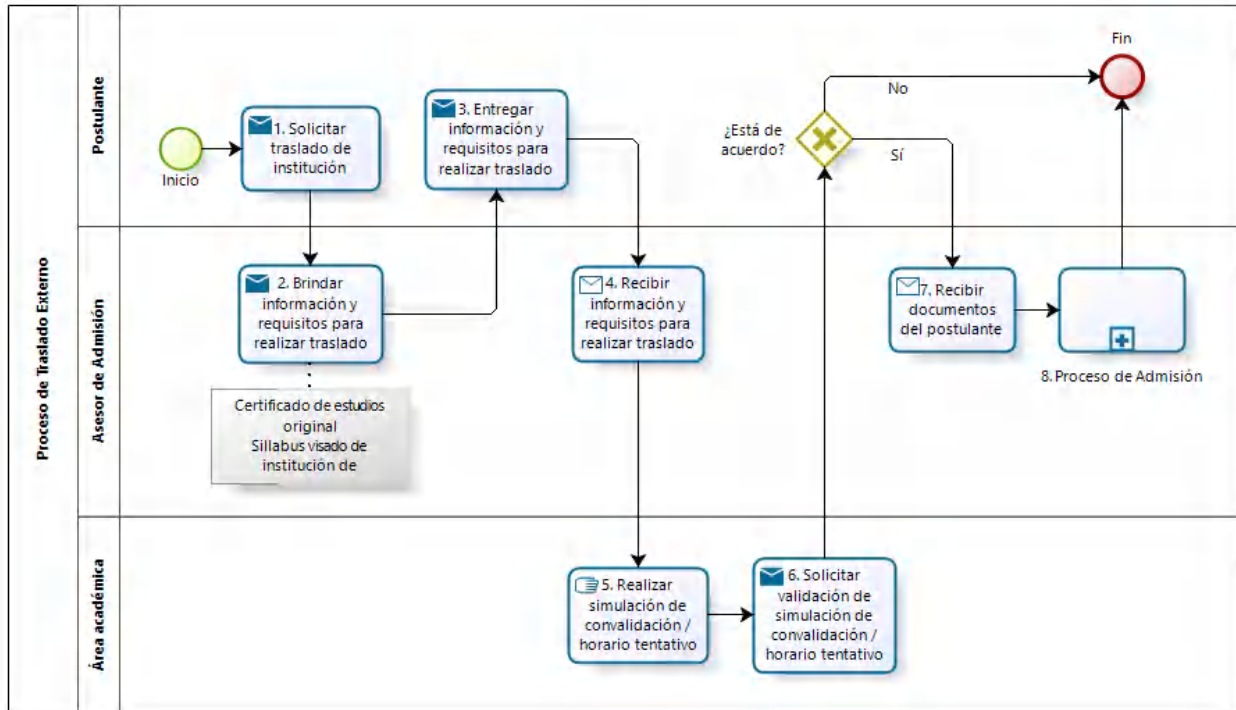 Proceso de Traslado Externo
Postulante
Inicio
1. Solicitar
traslado de
institución
3. Entregar
información y
requisitos para
realizar traslado
¿Está de
acuerdo?
No
Sí
Fin
Asesor de Admisión
2. Brindar
información y
requisitos para
realizar traslado
Certificado de estudios
original
Sillabus visado de
institución de
4. Recibir
información y
requisitos para
realizar traslado
7. Recibir
documentos
del postulante
8. Proceso de Admisión
Área académica
5. Realizar
simulación de
convalidación /
horario tentativo
6. Solicitar
validación de
simulación de
convalidación /
horario tentativo